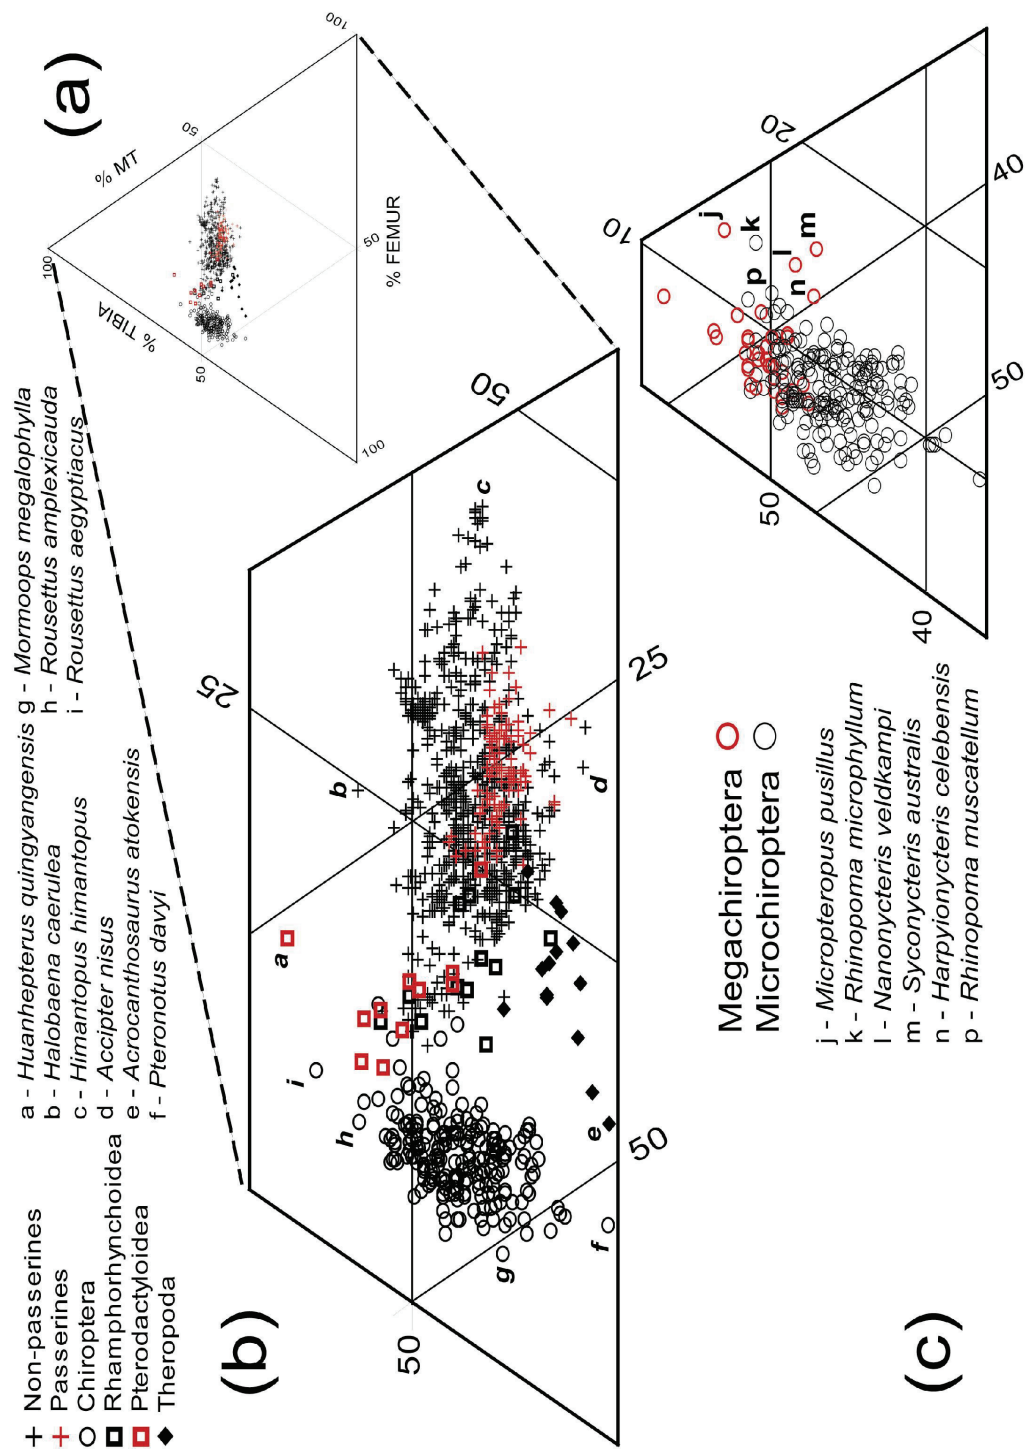 + Non-passerines
+ Passerines
Chiroptera
Rhamphorhynchoidea
Pterodactyloidea
Theropoda
a - Huanhepterus quingyangensis
b - Halobaena caerulea
c - Himantopus himantopus
d - Accipter nisus
e - Acrocanthosaurus atokensis
f - Pteronotus davyi
g - Mormoops megalophylla
h - Rousettus amplexicauda
i - Rousettus aegyptiacus
(a)
100
% TIBIA
% MT
50
50
50
% FEMUR
100
100
(b)
25
50
50
a
b
c
d
e
f
g
h
i
50
25
(c)
Megachiroptera
Microchiroptera
j - Micropteropus pusillus
k - Rhinopoma microphyllum
l - Nanonycteris veldkampi
m - Syconycteris australis
n - Harpyionycteris celebensis
p - Rhinopoma muscatellum
10
20
50
40
j
k
l
m
n
p
50
40